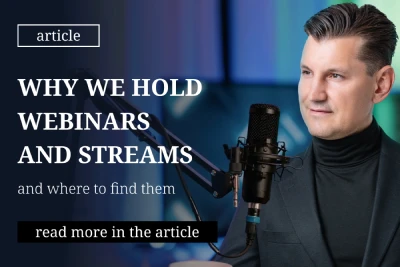 article
WHY WE HOLD
WEBINARS
AND STREAMS
and where to find them
read more in the article